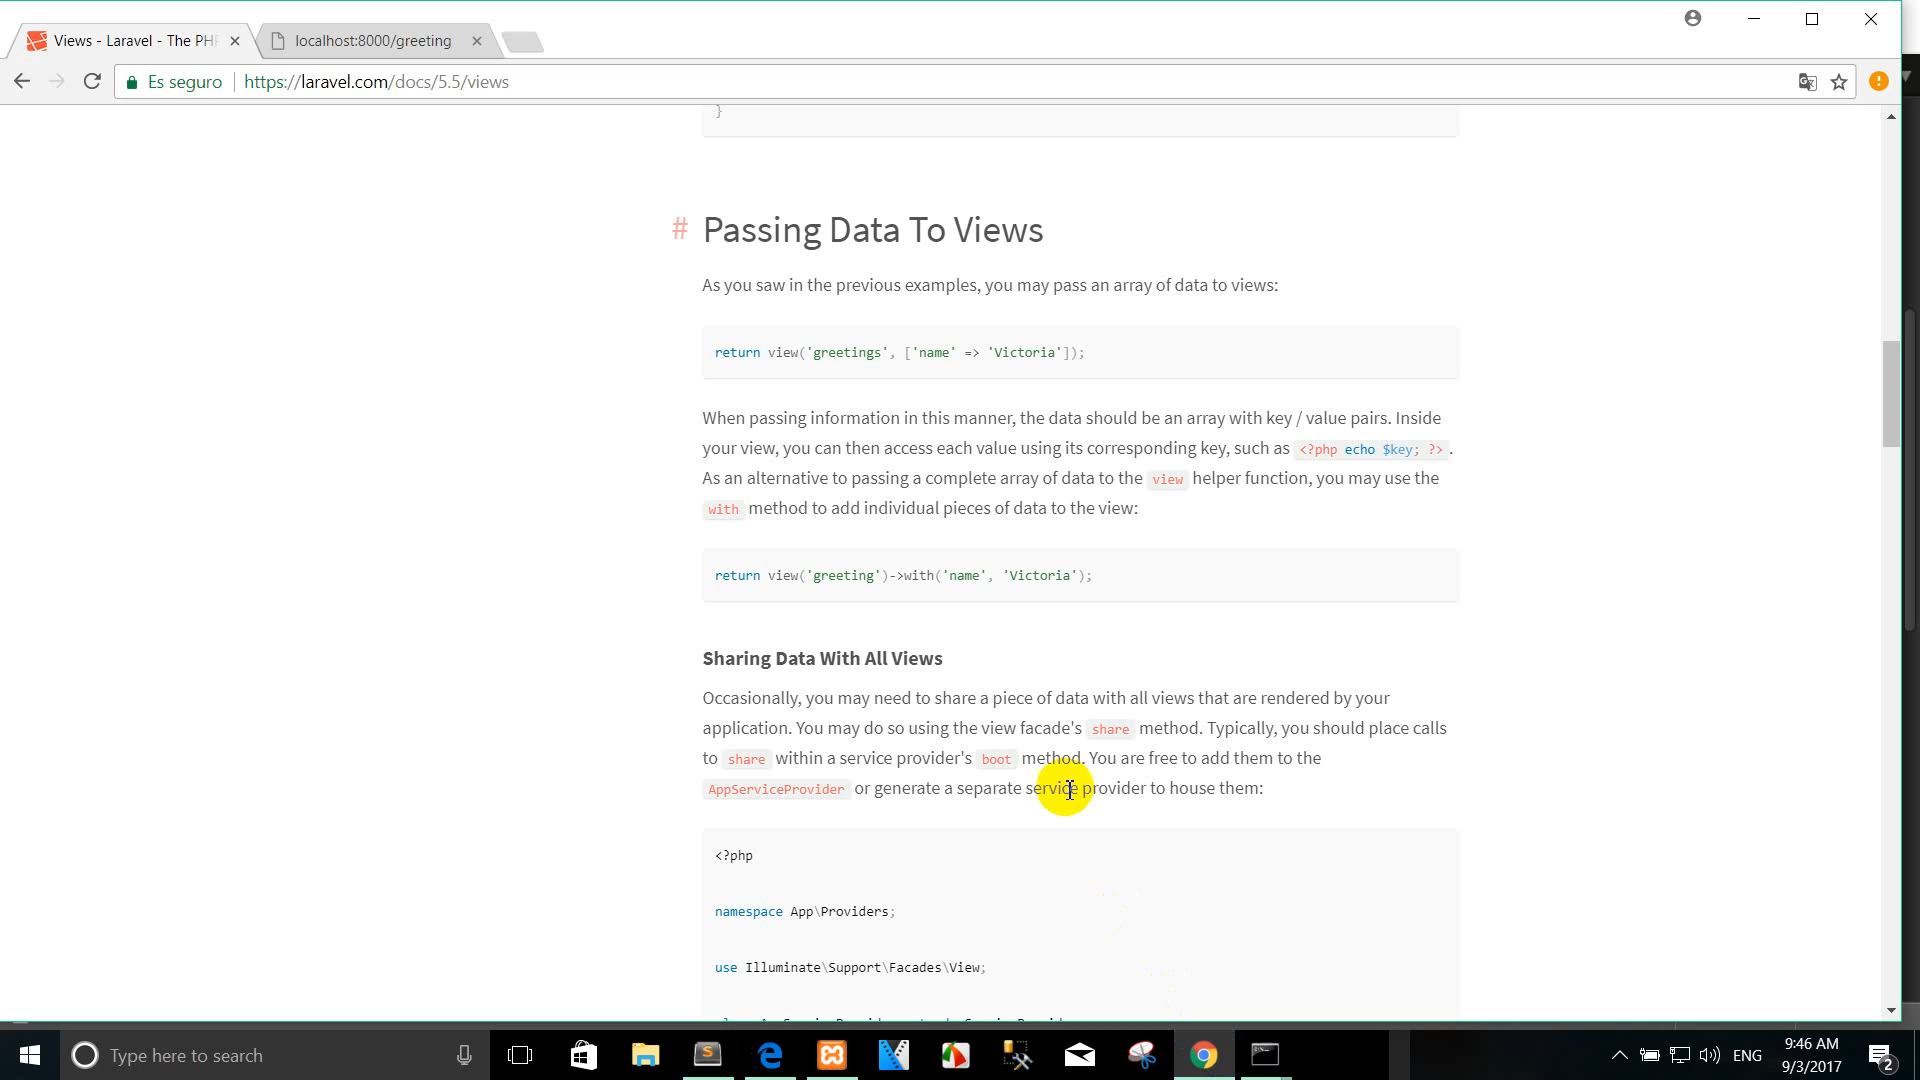 Views - Laravel - The PHP
localhost:8000/greeting
Es seguro
https://laravel.com/docs/5.5/views
}
# Passing Data To Views
As you saw in the previous examples, you may pass an array of data to views:
return view('greetings', ['name' => 'Victoria']);
When passing information in this manner, the data should be an array with key / value pairs. Inside
your view, you can then access each value using its corresponding key, such as <?php echo $key; ?>.
As an alternative to passing a complete array of data to the view helper function, you may use the
with method to add individual pieces of data to the view:
return view('greeting')->with('name', 'Victoria');
Sharing Data With All Views
Occasionally, you may need to share a piece of data with all views that are rendered by your
application. You may do so using the view facade's share method. Typically, you should place calls
to share within a service provider's boot method. You are free to add them to the
AppServiceProvider or generate a separate service provider to house them:
<?php
namespace App\Providers;
use Illuminate\Support\Facades\View;
Type here to search
ENG
9:46 AM
9/3/2017
2